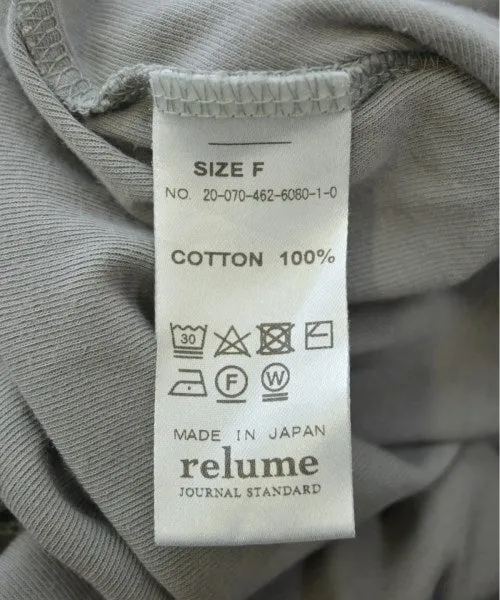 SIZE F
NO. 20-070-462-6080-1-0
COTTON 100%
30
F W
MADE IN JAPAN
relume
JOURNAL STANDARD